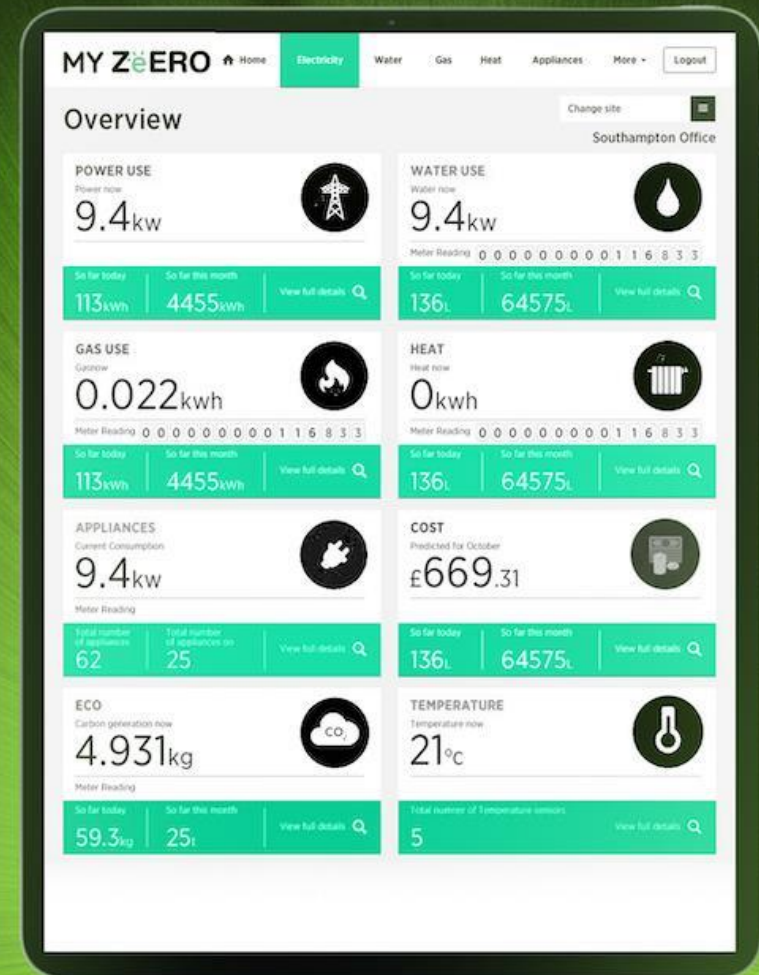 MY ZëERO Home Electricity Water Gas Heat Appliances More Logout
Overview
Change site
Southampton Office
POWER USE
Power now
9.4kw
So far today So far this month
113kWh 4455kWh View full details
WATER USE
Water now
9.4kw
Meter Reading 0 0 0 0 0 0 0 0 0 1 1 6 8 3 3
So far today So far this month
136L 64575L View full details
GAS USE
Gasnow
0.022kwh
Meter Reading 0 0 0 0 0 0 0 0 0 1 1 6 8 3 3
So far today So far this month
113kWh 4455kWh View full details
HEAT
Heat now
0kwh
Meter Reading 0 0 0 0 0 0 0 0 0 1 1 6 8 3 3
So far today So far this month
136L 64575L View full details
APPLIANCES
Current Consumption
9.4kw
Meter Reading
Total number of appliances Total number of appliances on
62 25 View full details
COST
Predicted for October
£669.31
So far today So far this month
136L 64575L View full details
ECO
Carbon generation now
4.931kg
CO2
Meter Reading
So far today So far this month
59.3kg 25t View full details
TEMPERATURE
Temperature now
21°C
Total numner of Temperature sensors
5 View full details